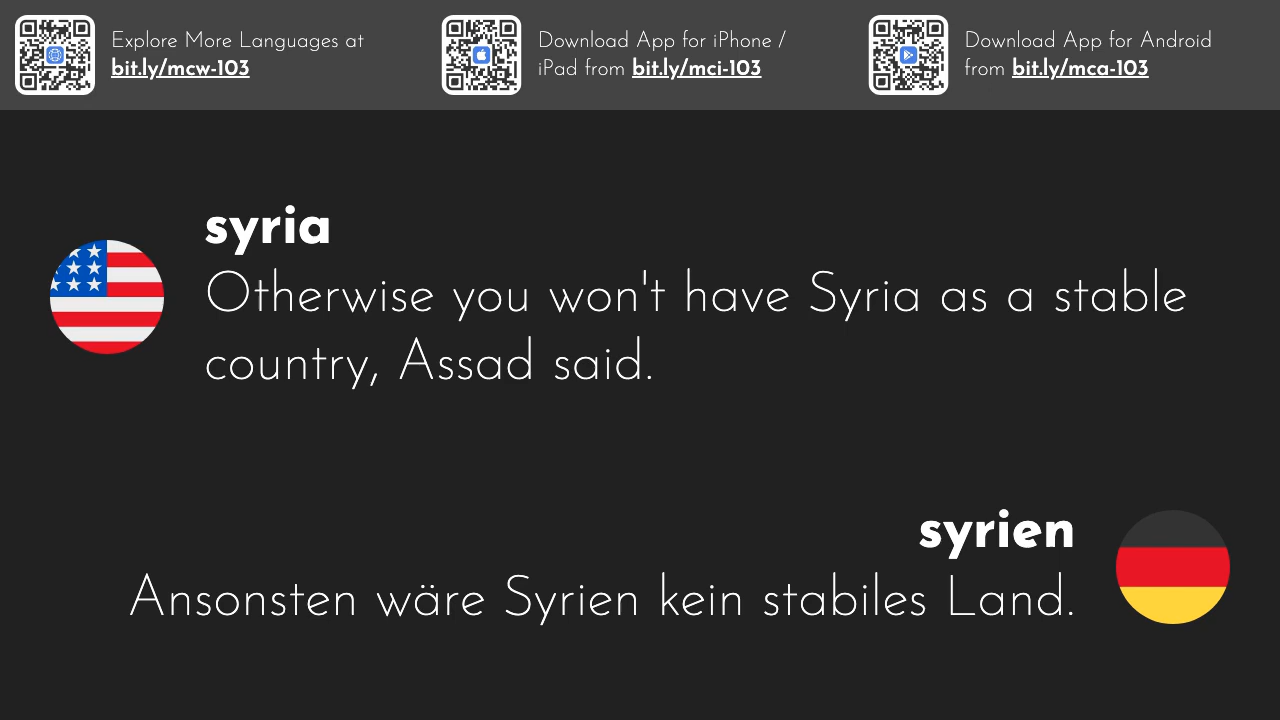 Explore More Languages at
bit.ly/mcw-103
Download App for iPhone /
iPad from bit.ly/mci-103
Download App for Android
from bit.ly/mca-103
syria
Otherwise you won't have Syria as a stable
country, Assad said.
syrien
Ansonsten wäre Syrien kein stabiles Land.